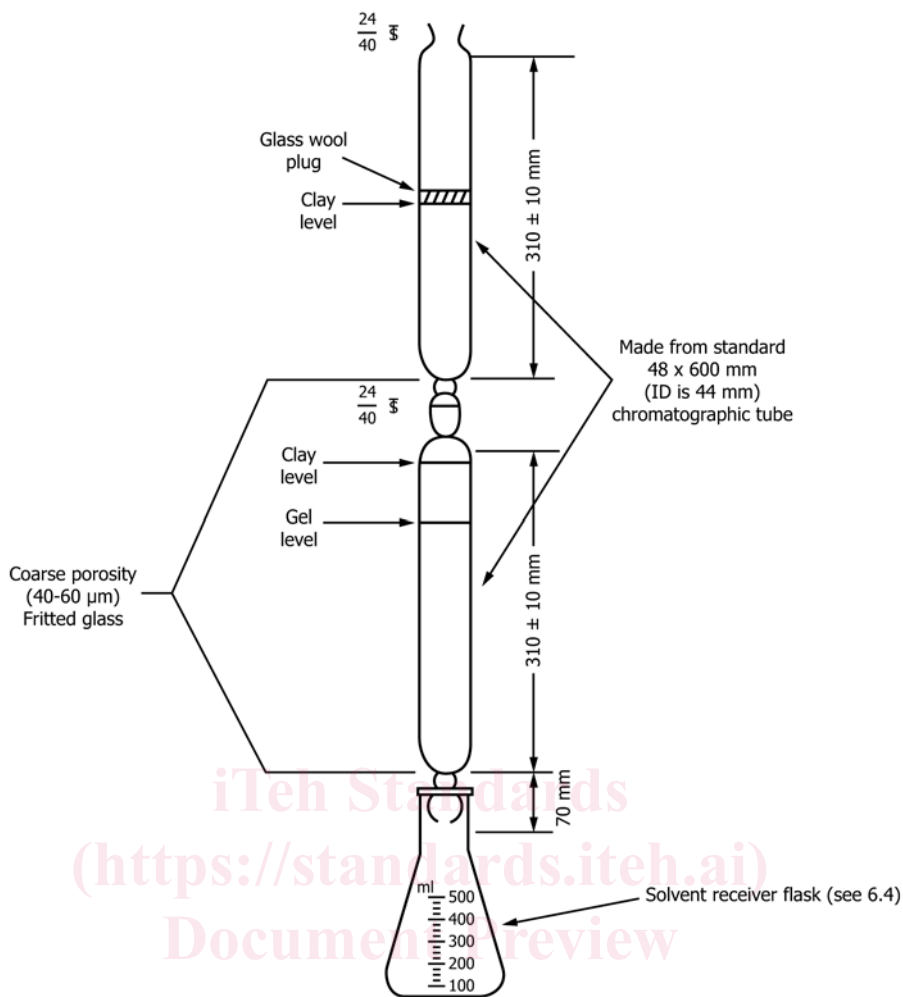 24
40 ⏉S
310 ± 10 mm
Glass wool
plug
Clay
level
Made from standard
48 x 600 mm
(ID is 44 mm)
chromatographic tube
24
40 ⏉S
Clay
level
Gel
level
310 ± 10 mm
Coarse porosity
(40-60 µm)
Fritted glass
70 mm
iTeh Standards
(https://standards.iteh.ai)
Document Preview
ml
500
400
300
200
100
Solvent receiver flask (see 6.4)